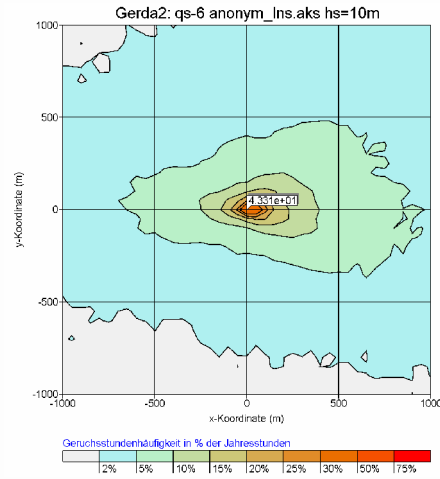 Gerda2: qs-6 anonym_lns.aks hs=10m
1000
500
4.331e+01
0
y-Koordinate (m)
-500
-1000
-1000 -500 0 500 1000
x-Koordinate (m)
Geruchsstundenhäufigkeit in % der Jahresstunden
2% 5% 10% 15% 20% 25% 30% 50% 75%